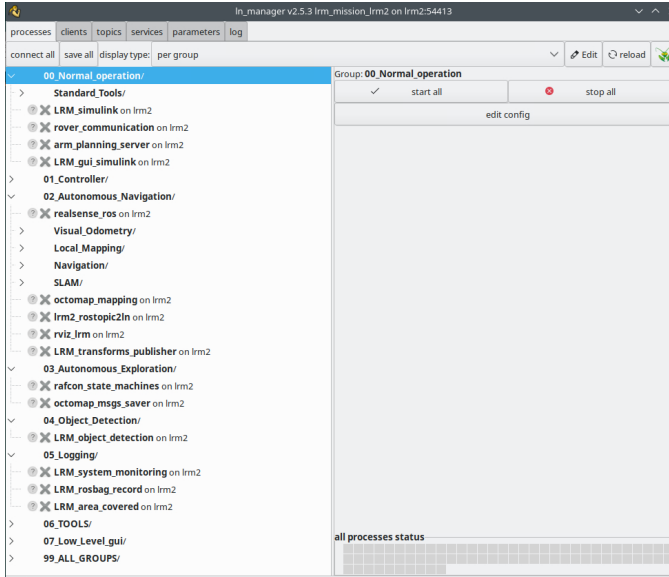 ln_manager v2.5.3 lrm_mission_lrm2 on lrm2:54413
processes clients topics services parameters log
connect all save all display type: per group Edit reload
00_Normal_operation/
Standard_Tools/
LRM_simulink on lrm2
rover_communication on lrm2
arm_planning_server on lrm2
LRM_gui_simulink on lrm2
01_Controller/
02_Autonomous_Navigation/
realsense_ros on lrm2
Visual_Odometry/
Local_Mapping/
Navigation/
SLAM/
octomap_mapping on lrm2
lrm2_rostopic2ln on lrm2
rviz_lrm on lrm2
LRM_transforms_publisher on lrm2
03_Autonomous_Exploration/
rafcon_state_machines on lrm2
octomap_msgs_saver on lrm2
04_Object_Detection/
LRM_object_detection on lrm2
05_Logging/
LRM_system_monitoring on lrm2
LRM_rosbag_record on lrm2
LRM_area_covered on lrm2
06_TOOLS/
07_Low_Level_gui/
99_ALL_GROUPS/
Group: 00_Normal_operation
start all stop all
edit config
all processes status